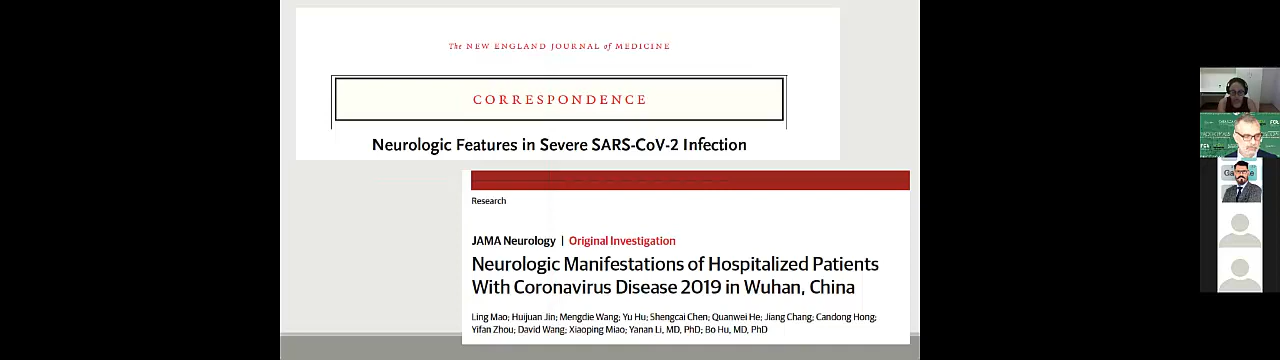 The NEW ENGLAND JOURNAL of MEDICINE
CORRESPONDENCE
Neurologic Features in Severe SARS-CoV-2 Infection
Research
JAMA Neurology | Original Investigation
Neurologic Manifestations of Hospitalized Patients
With Coronavirus Disease 2019 in Wuhan, China
Ling Mao; Huijuan Jin; Mengdie Wang; Yu Hu; Shengcai Chen; Quanwei He; Jiang Chang; Candong Hong;
Yifan Zhou; David Wang; Xiaoping Miao; Yanan Li, MD, PhD; Bo Hu, MD, PhD